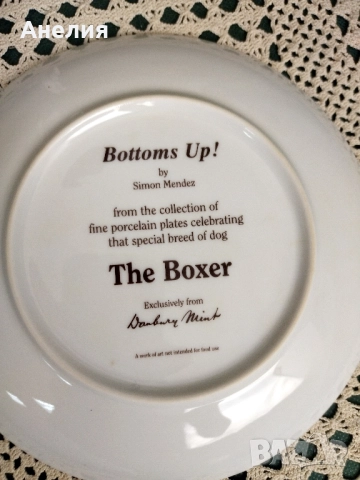 Анелия
Bottoms Up!
by
Simon Mendez
from the collection of
fine porcelain plates celebrating
that special breed of dog
The Boxer
Exclusively from
Danbury Mint
A work of art not intended for food use
BAZAR